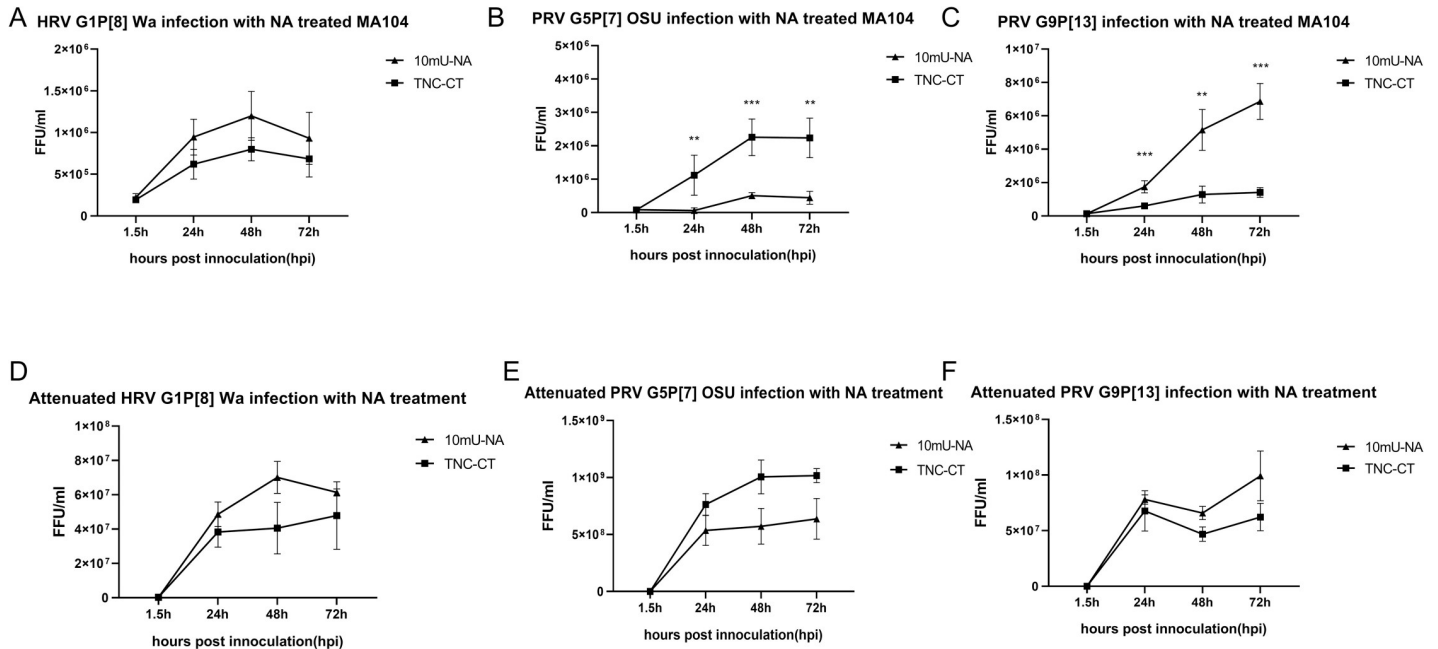 A
HRV G1P[8] Wa infection with NA treated MA104
2×10⁶
1.5×10⁶
1×10⁶
5×10⁵
0
FFU/ml
1.5h 24h 48h 72h
hours post innoculation(hpi)
10mU-NA
TNC-CT
B
PRV G5P[7] OSU infection with NA treated MA104
5×10⁶
4×10⁶
3×10⁶
2×10⁶
1×10⁶
0
FFU/ml
**
***
**
1.5h 24h 48h 72h
hours post innoculation(hpi)
10mU-NA
TNC-CT
C
PRV G9P[13] infection with NA treated MA104
1×10⁷
8×10⁶
6×10⁶
4×10⁶
2×10⁶
0
FFU/ml
***
**
***
1.5h 24h 48h 72h
hours post innoculation(hpi)
10mU-NA
TNC-CT
D
Attenuated HRV G1P[8] Wa infection with NA treatment
1×10⁸
8×10⁷
6×10⁷
4×10⁷
2×10⁷
0
FFU/ml
1.5h 24h 48h 72h
hours post innoculation(hpi)
10mU-NA
TNC-CT
E
Attenuated PRV G5P[7] OSU infection with NA treatment
1.5×10⁹
1×10⁹
5×10⁸
0
FFU/ml
1.5h 24h 48h 72h
hours post innoculation(hpi)
10mU-NA
TNC-CT
F
Attenuated PRV G9P[13] infection with NA treatment
1.5×10⁸
1×10⁸
5×10⁷
0
FFU/ml
1.5h 24h 48h 72h
hours post innoculation(hpi)
10mU-NA
TNC-CT